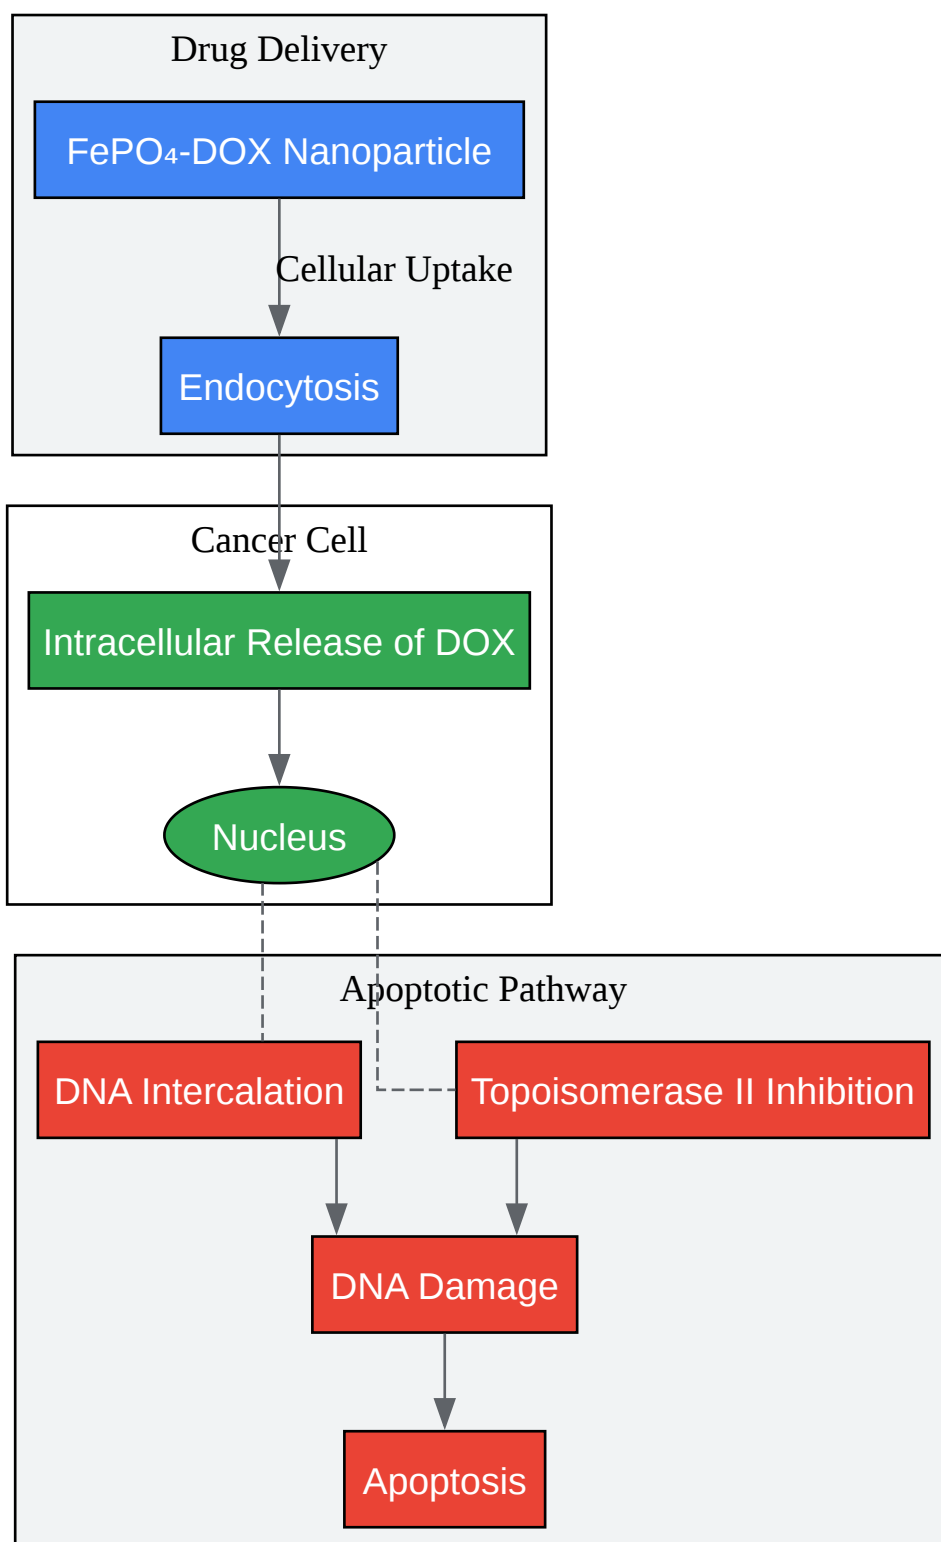 Drug Delivery
FePO₄-DOX Nanoparticle
Cellular Uptake
Endocytosis
Cancer Cell
Intracellular Release of DOX
Nucleus
Apoptotic Pathway
DNA Intercalation
Topoisomerase II Inhibition
DNA Damage
Apoptosis